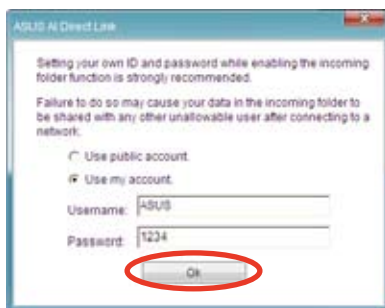 ASUS AI Direct Link
Setting your own ID and password while enabling the incoming
folder function is strongly recommended.
Failure to do so may cause your data in the incoming folder to
be shared with any other unallowable user after connecting to a
network.
Use public account.
Use my account.
Username: ASUS
Password: 1234
Ok